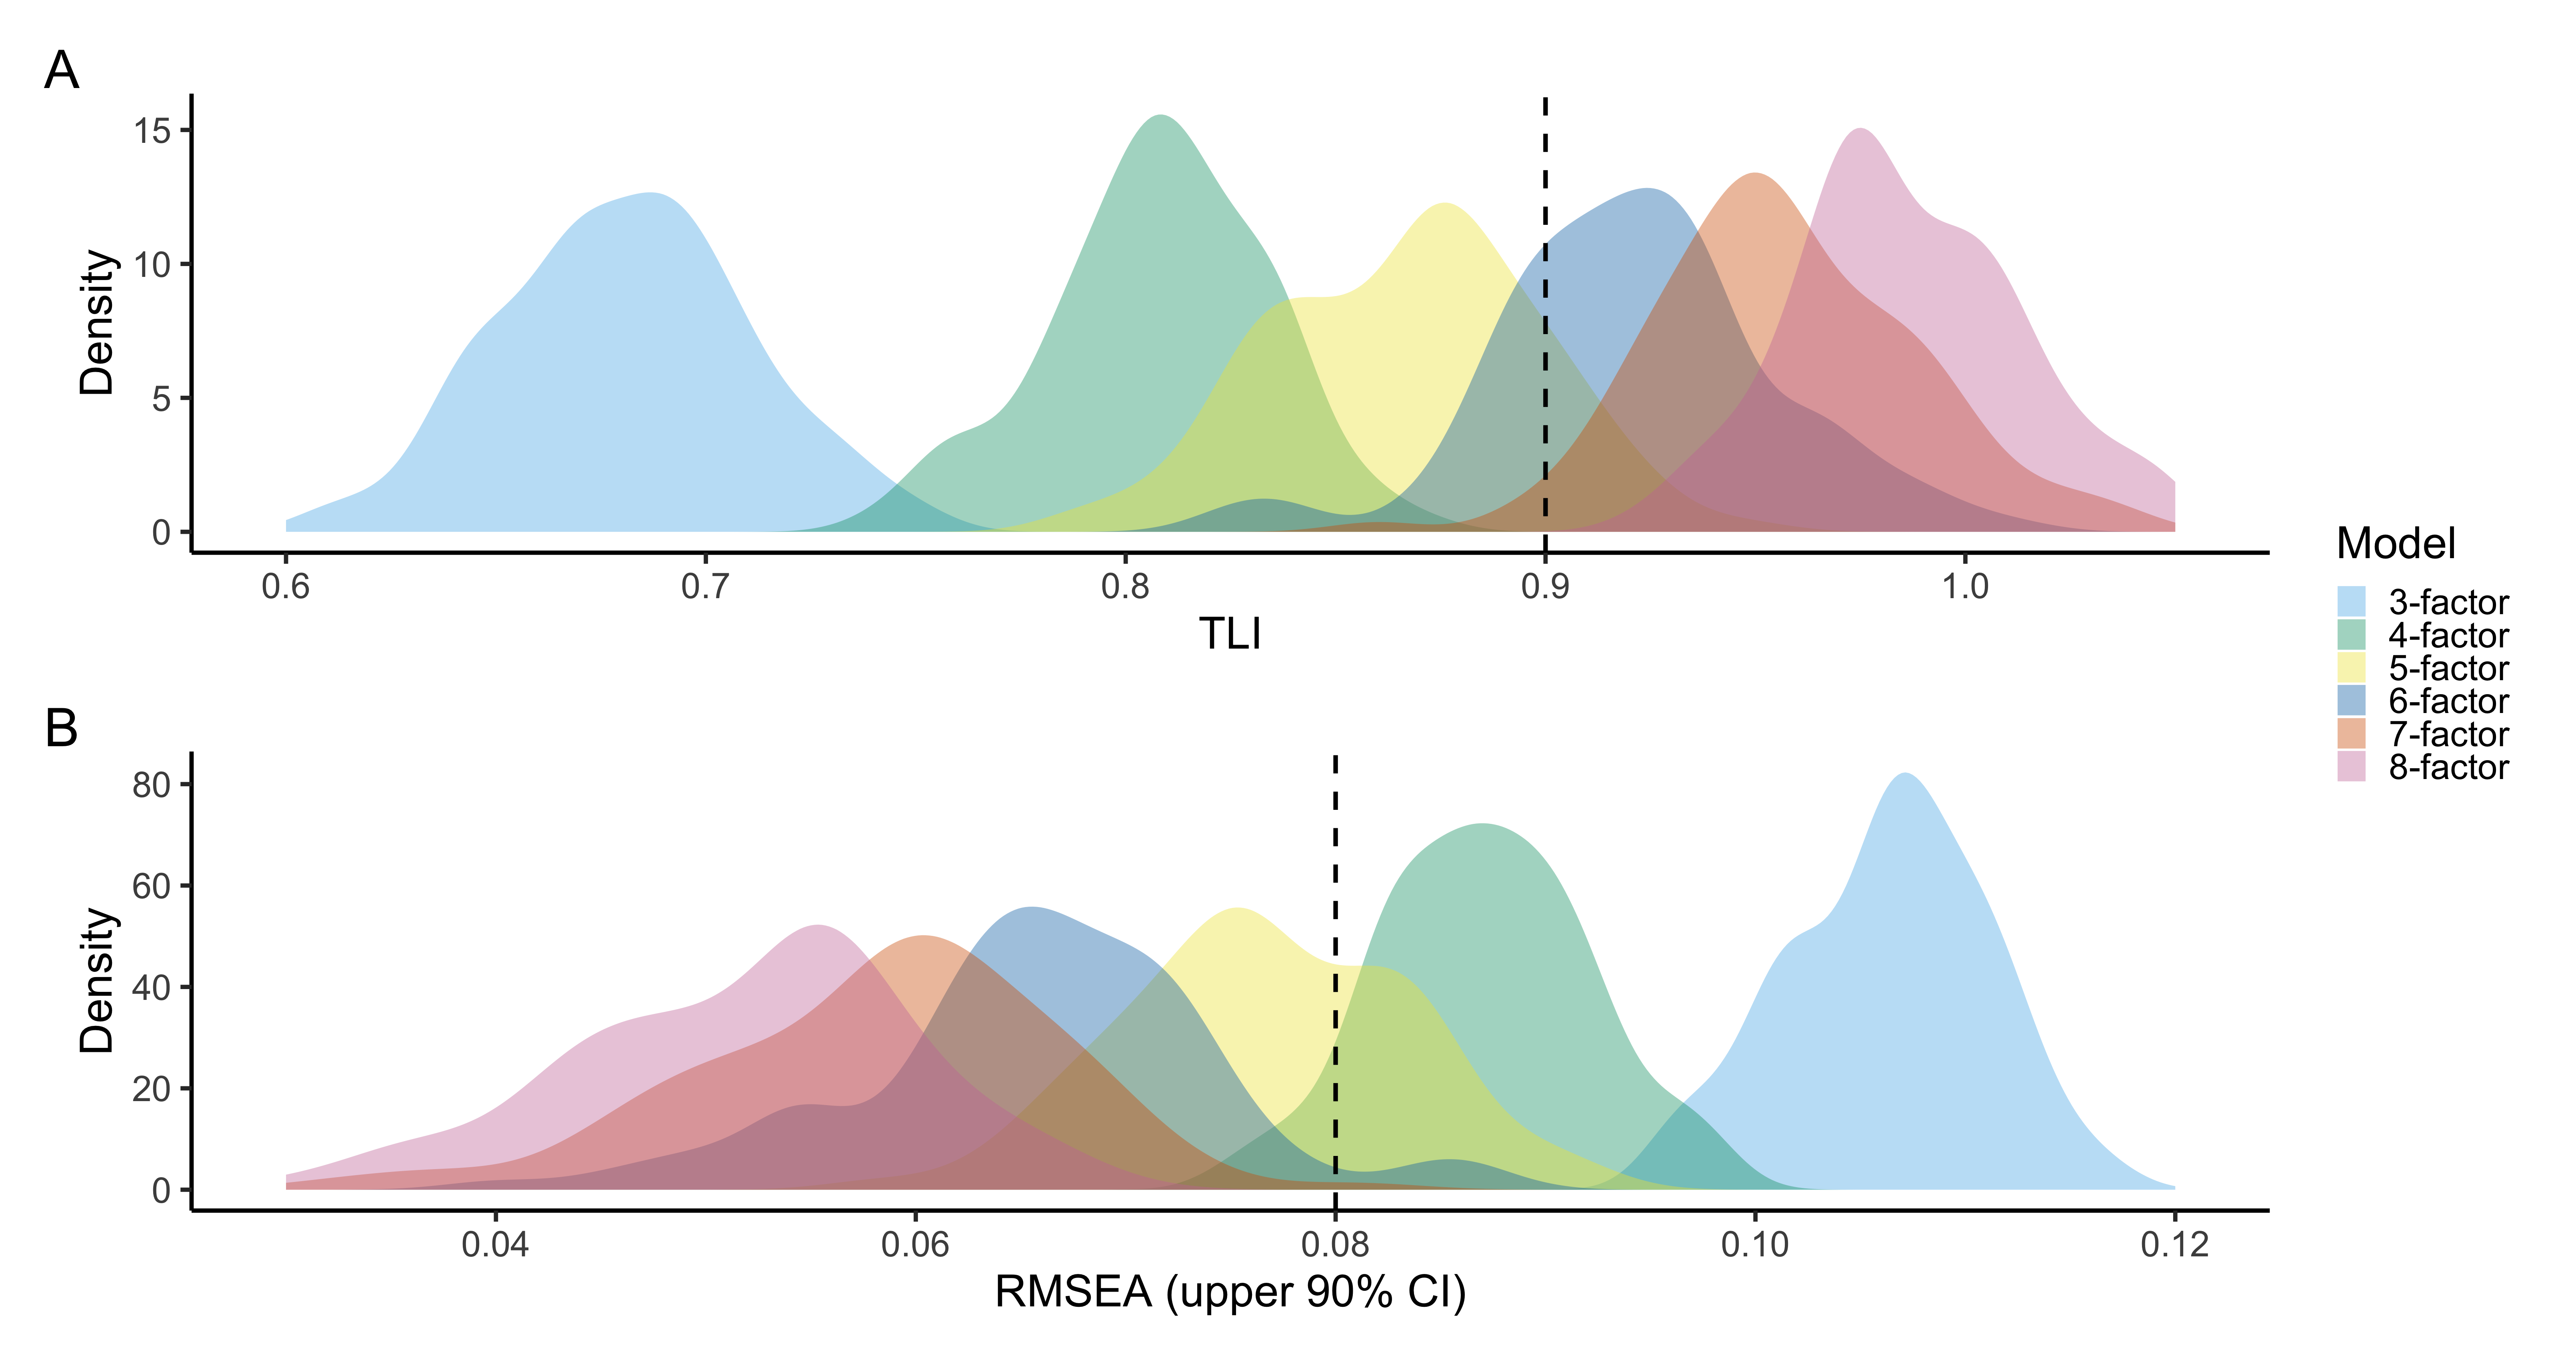 A
Density
15
10
5
0
0.6 0.7 0.8 0.9 1.0
TLI
B
Density
80
60
40
20
0
0.04 0.06 0.08 0.10 0.12
RMSEA (upper 90% CI)
Model
3-factor
4-factor
5-factor
6-factor
7-factor
8-factor